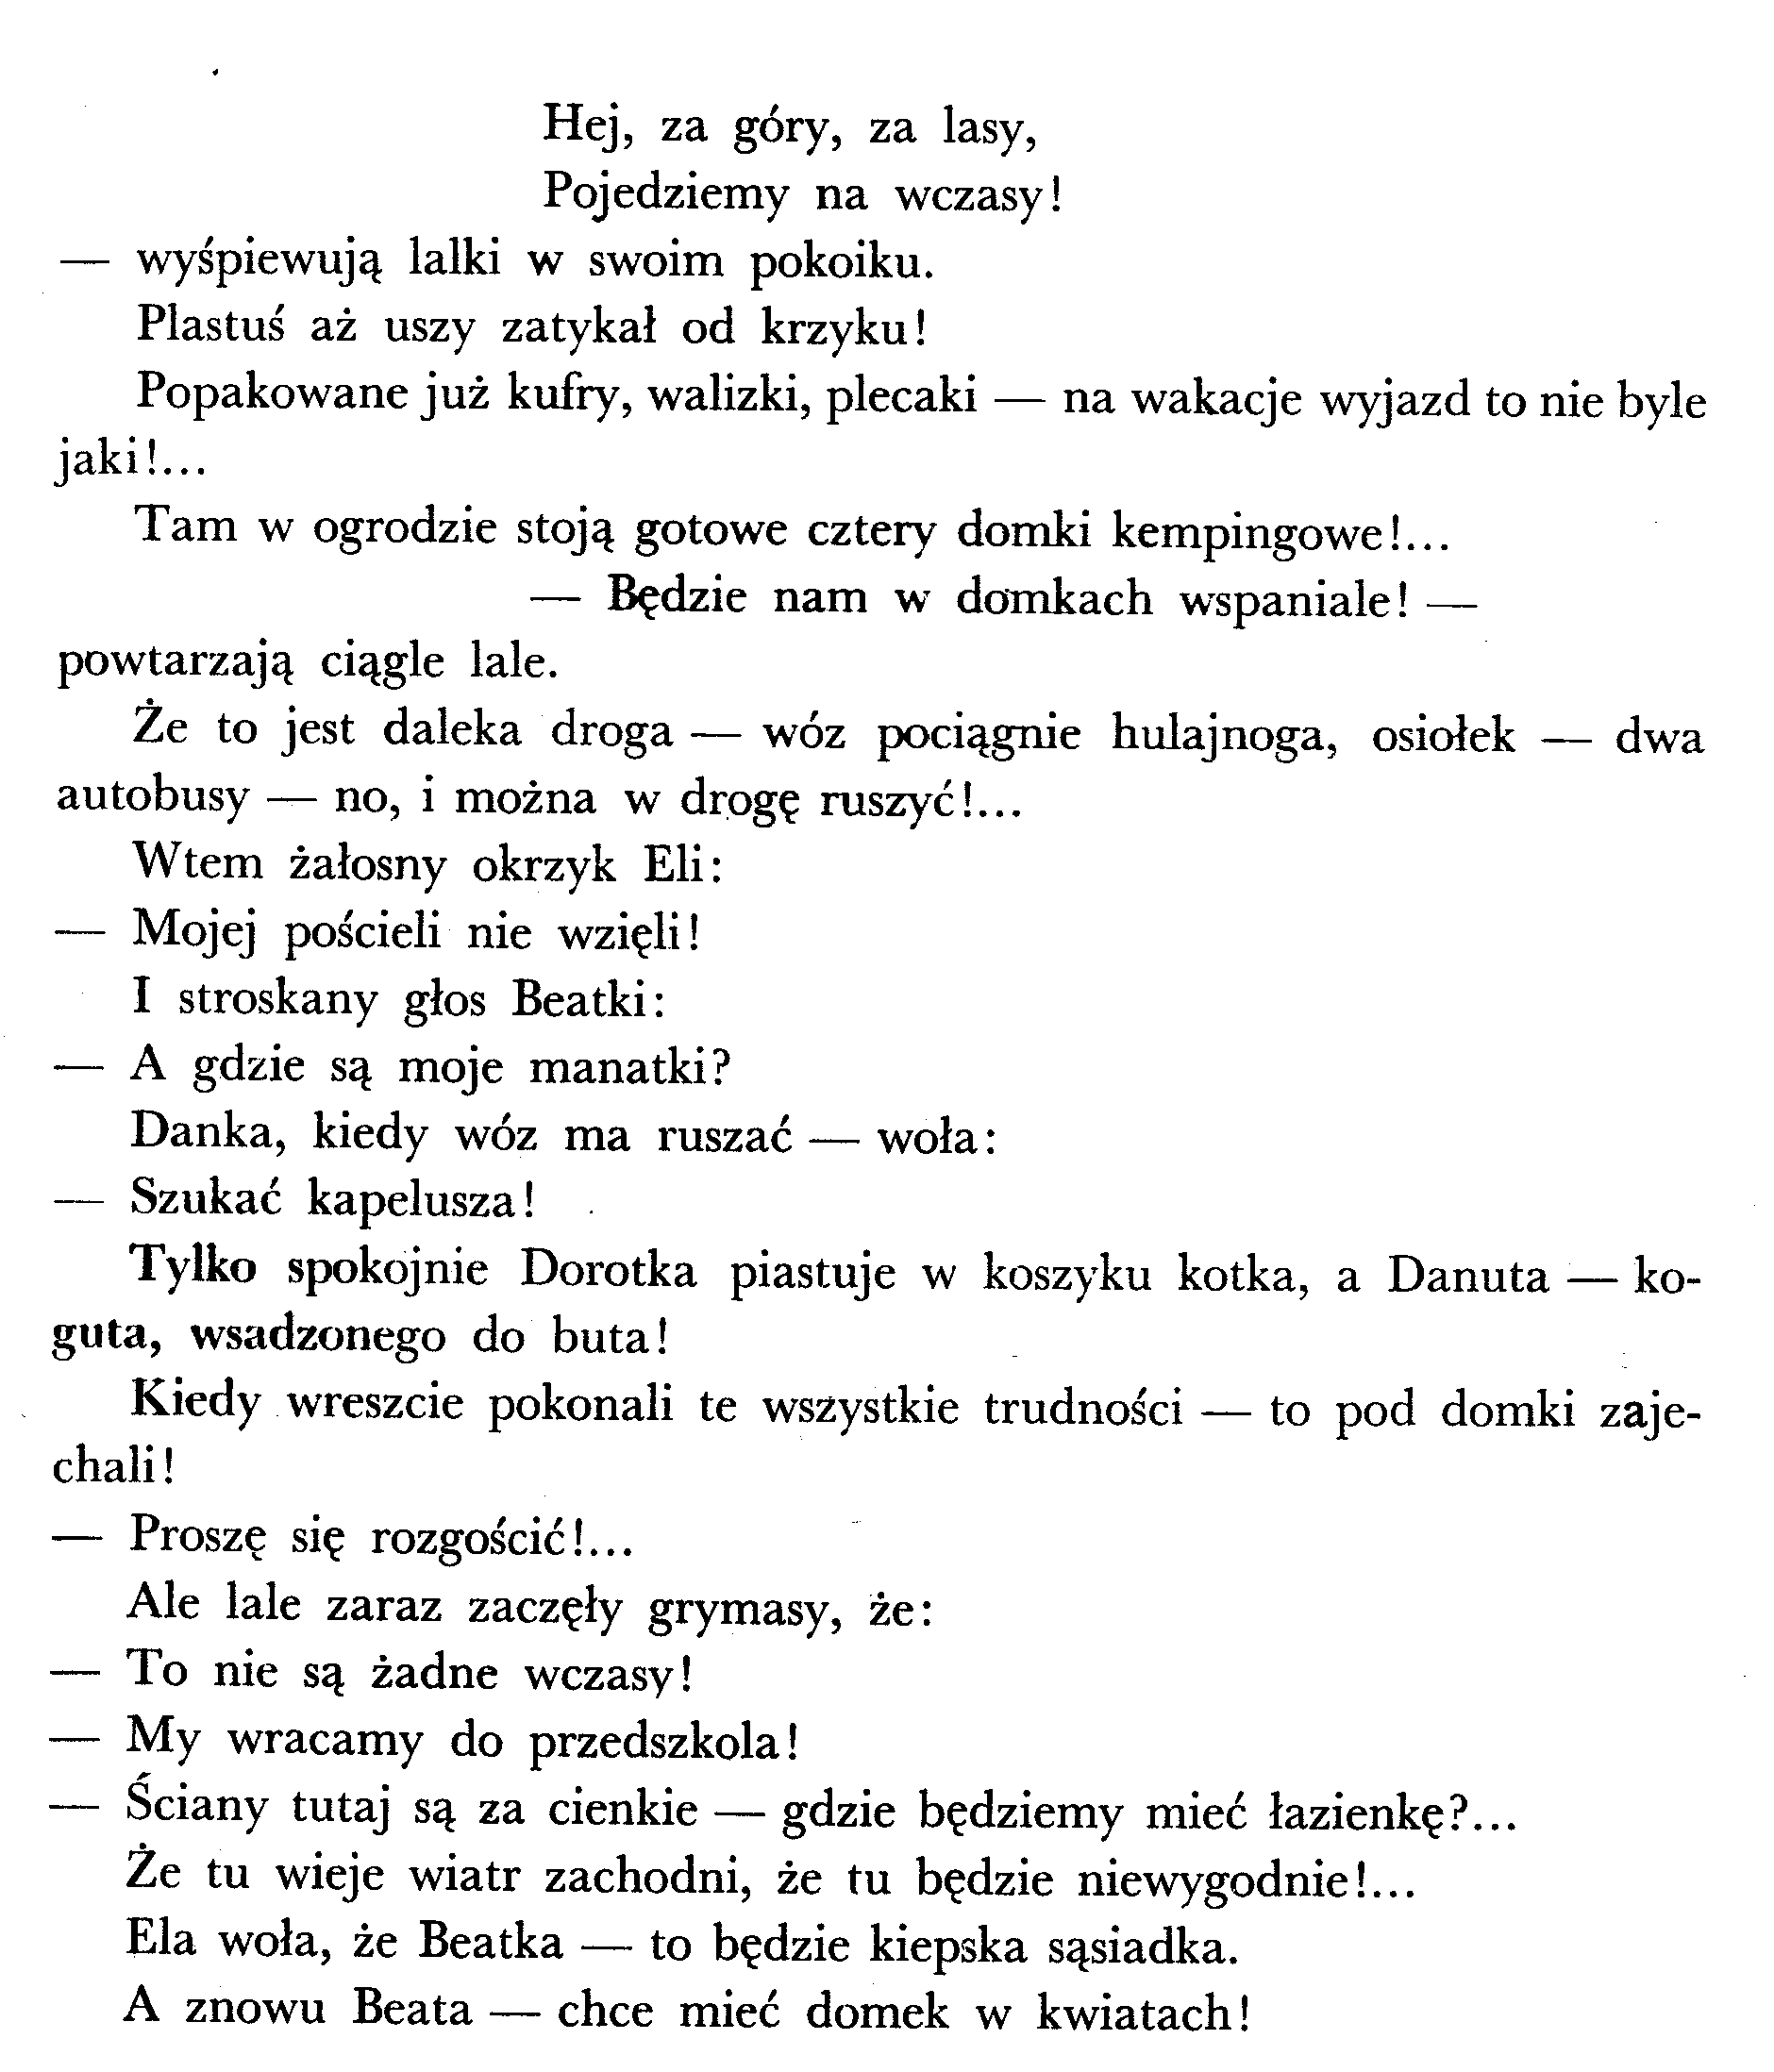 Hej, za góry, za lasy,
Pojedziemy na wczasy!
— wyśpiewują lalki w swoim pokoiku.
Plastuś aż uszy zatykał od krzyku!
Popakowane już kufry, walizki, plecaki — na wakacje wyjazd to nie byle
jaki!...
Tam w ogrodzie stoją gotowe cztery domki kempingowe!...
— Będzie nam w domkach wspaniale! —
powtarzają ciągle lale.
Że to jest daleka droga — wóz pociągnie hulajnoga, osiołek — dwa
autobusy — no, i można w drogę ruszyć!...
Wtem żałosny okrzyk Eli:
— Mojej pościeli nie wzięli!
I stroskany głos Beatki:
— A gdzie są moje manatki?
Danka, kiedy wóz ma ruszać — woła:
— Szukać kapelusza!
Tylko spokojnie Dorotka piastuje w koszyku kotka, a Danuta — ko-
guta, wsadzonego do buta!
Kiedy wreszcie pokonali te wszystkie trudności — to pod domki zaje-
chali!
— Proszę się rozgościć!...
Ale lale zaraz zaczęły grymasy, że:
— To nie są żadne wczasy!
— My wracamy do przedszkola!
— Ściany tutaj są za cienkie — gdzie będziemy mieć łazienkę?...
Że tu wieje wiatr zachodni, że tu będzie niewygodnie!...
Ela woła, że Beatka — to będzie kiepska sąsiadka.
A znowu Beata — chce mieć domek w kwiatach!